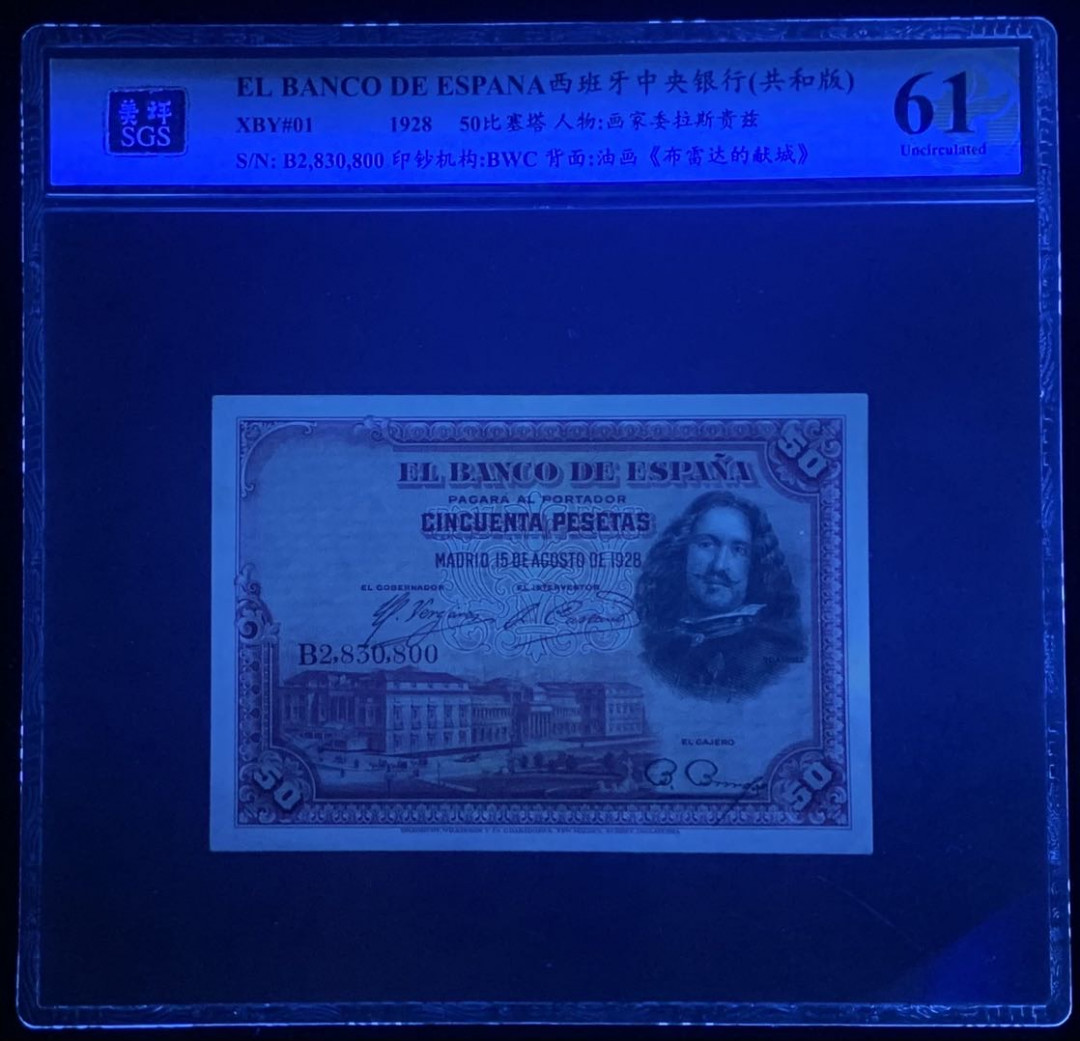 EL BANCO DE ESPANA西班牙中央银行(共和版)
XBY#01 1928 50比塞塔 人物:画家委拉斯贵兹
S/N: B2,830,800 印钞机构:BWC 背面:油画《布雷达的献城》
美评
SGS
61
Uncirculated
50
EL BANCO DE ESPAÑA
PAGARA AL PORTADOR
CINCUENTA PESETAS
MADRID 15 DE AGOSTO DE 1928
EL GOBERNADOR
EL INTERVENTOR
B2,830,800
EL CAJERO
50
50